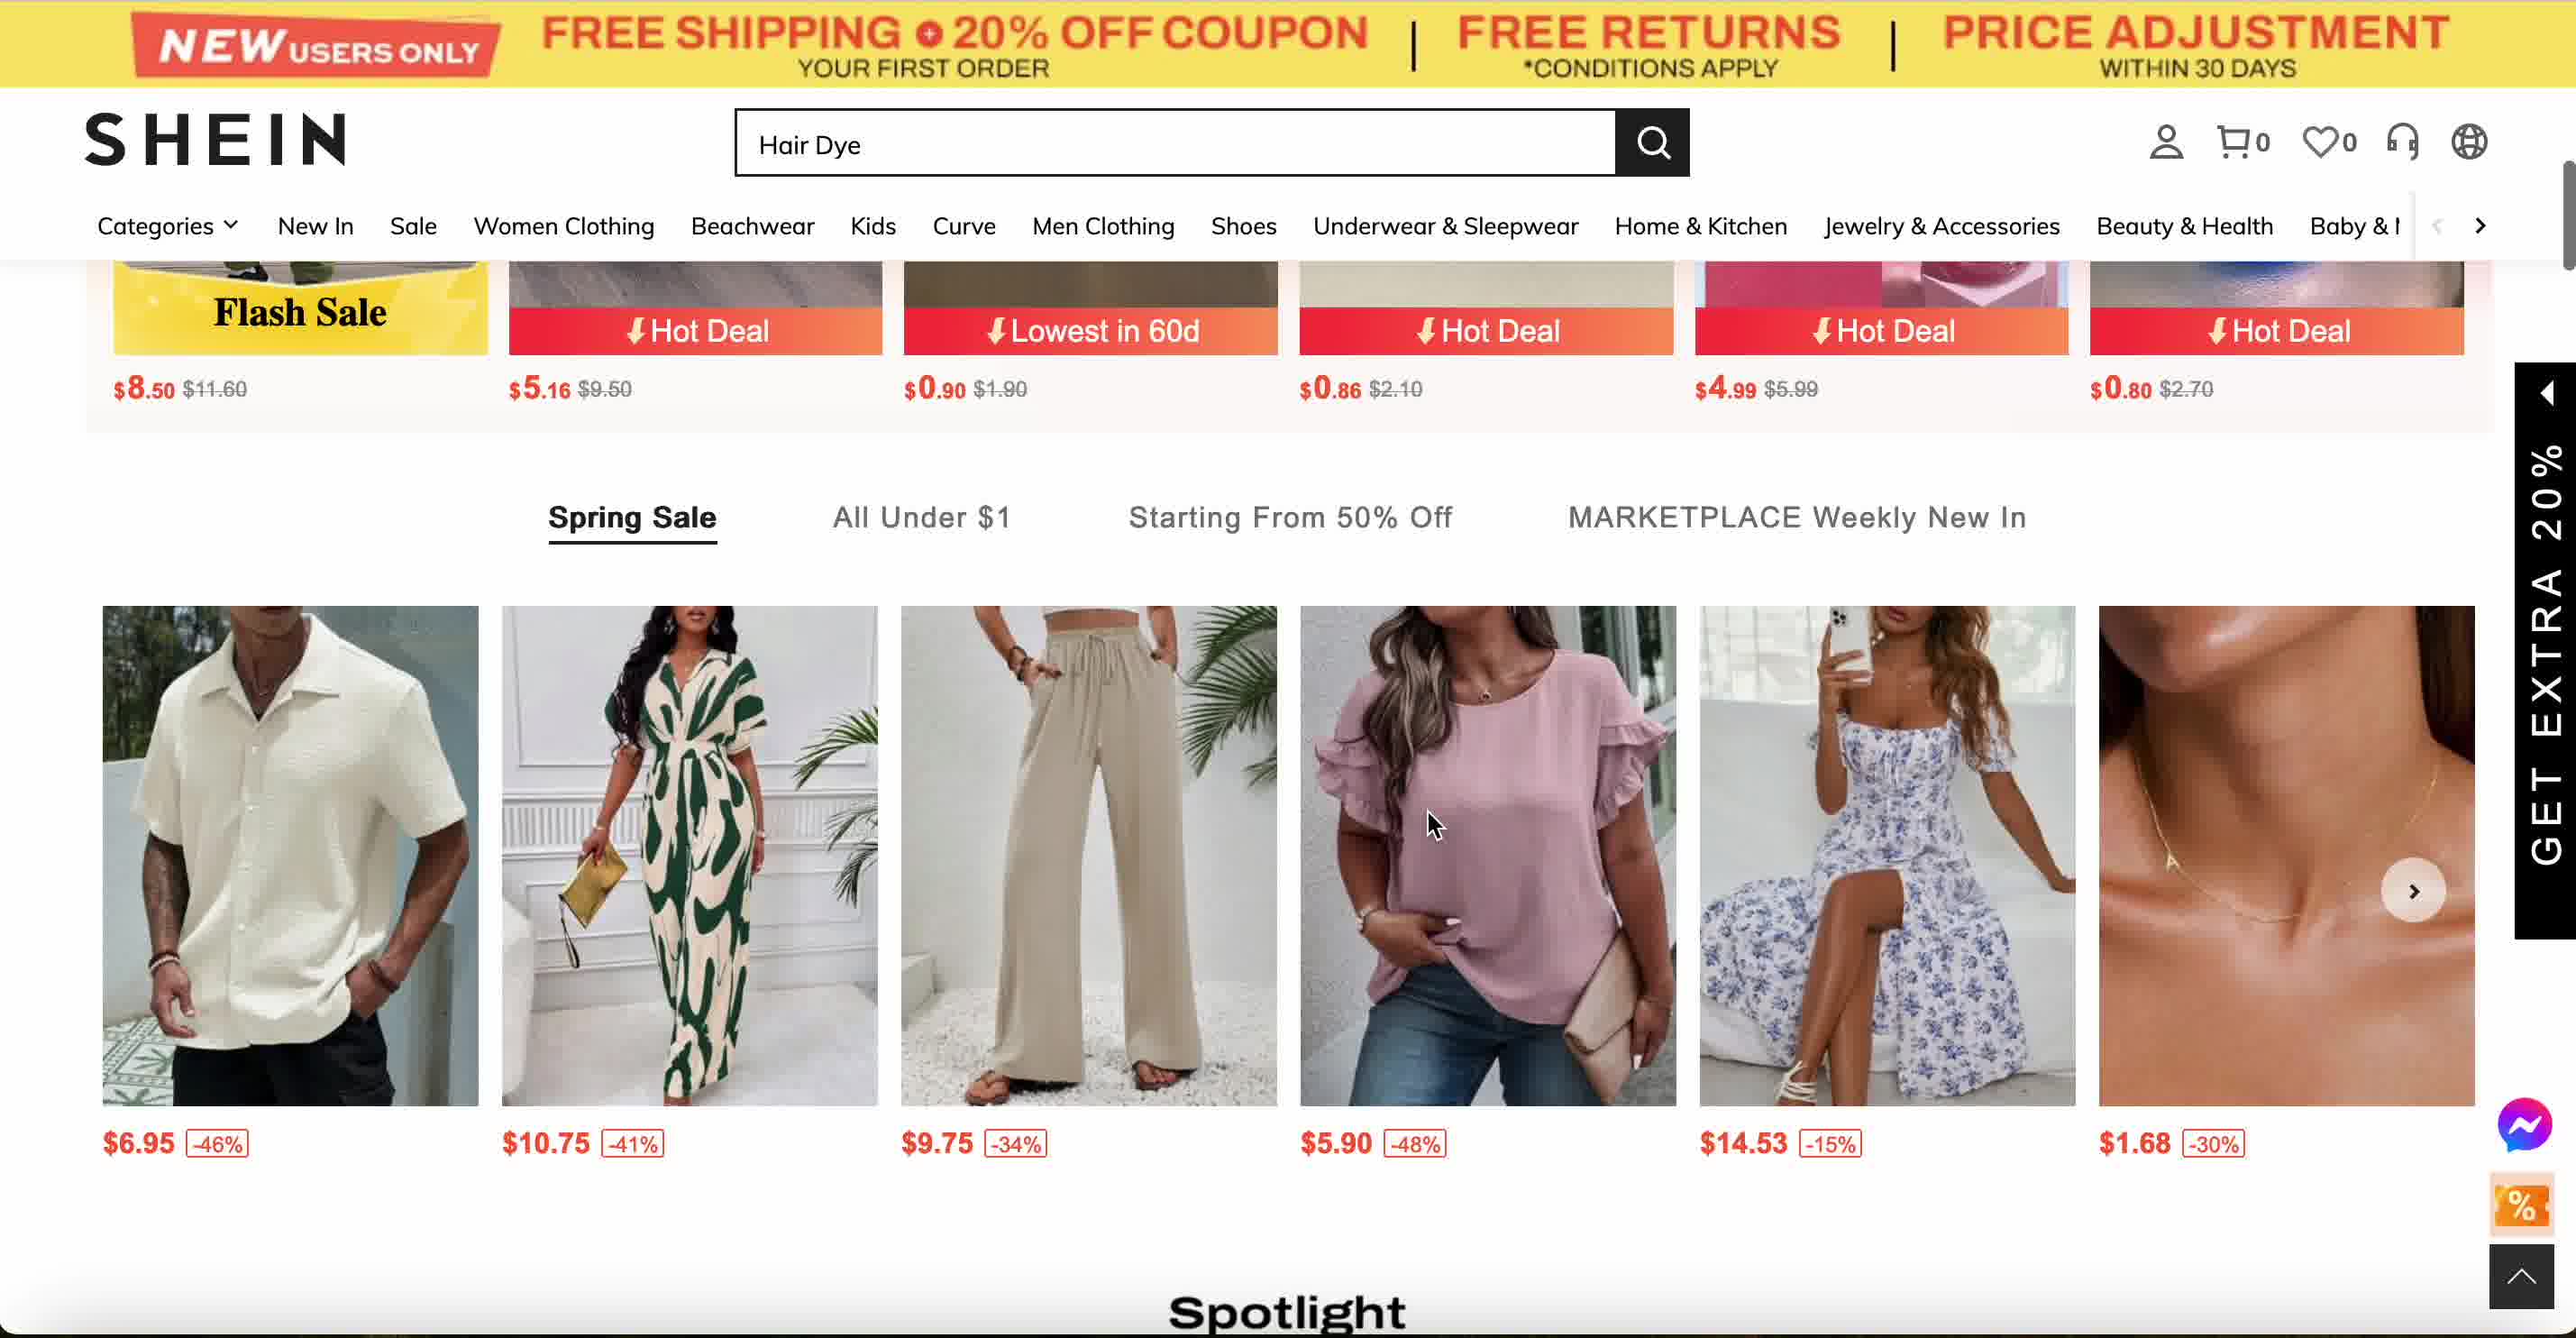 NEW USERS ONLY
FREE SHIPPING + 20% OFF COUPON
YOUR FIRST ORDER
FREE RETURNS
*CONDITIONS APPLY
PRICE ADJUSTMENT
WITHIN 30 DAYS
SHEIN
Hair Dye
0
0
Categories New In Sale Women Clothing Beachwear Kids Curve Men Clothing Shoes Underwear & Sleepwear Home & Kitchen Jewelry & Accessories Beauty & Health Baby &
Flash Sale
Hot Deal
Lowest in 60d
Hot Deal
Hot Deal
Hot Deal
$8.50 $11.60
$5.16 $9.50
$0.90 $1.90
$0.86 $2.10
$4.99 $5.99
$0.80 $2.70
GET EXTRA 20%
Spring Sale
All Under $1
Starting From 50% Off
MARKETPLACE Weekly New In
$6.95 -46%
$10.75 -41%
$9.75 -34%
$5.90 -48%
$14.53 -15%
$1.68 -30%
%
Spotlight